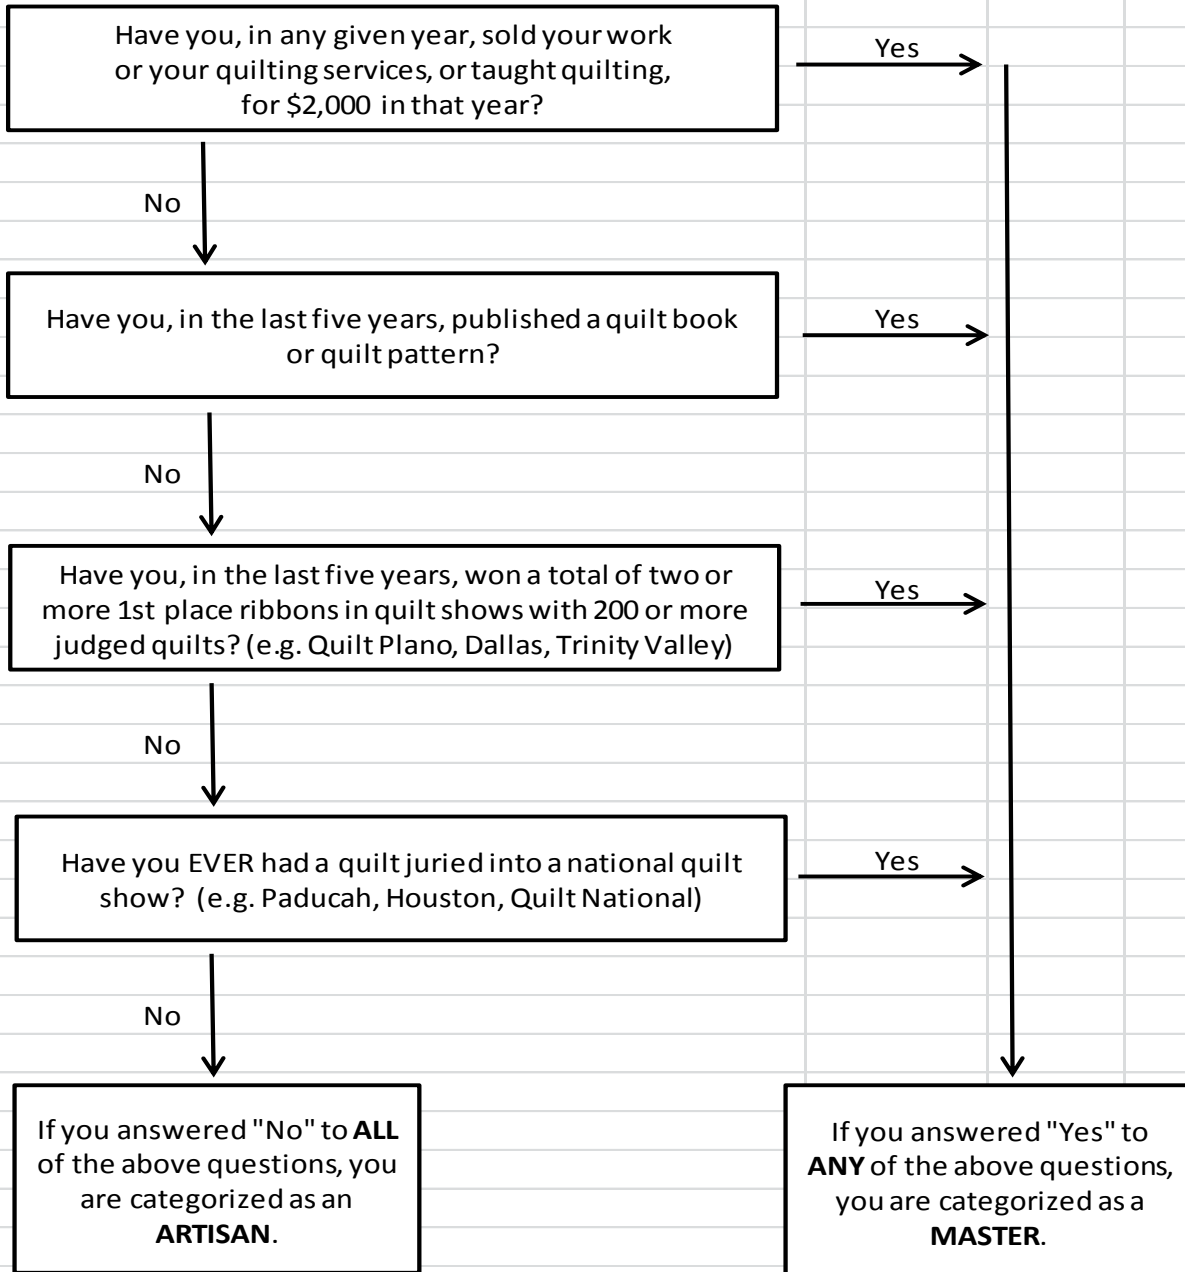 Have you, in any given year, sold your work
or your quilting services, or taught quilting,
for $2,000 in that year?
Yes
No
Have you, in the last five years, published a quilt book
or quilt pattern?
Yes
No
Have you, in the last five years, won a total of two or
more 1st place ribbons in quilt shows with 200 or more
judged quilts? (e.g. Quilt Plano, Dallas, Trinity Valley)
Yes
No
Have you EVER had a quilt juried into a national quilt
show? (e.g. Paducah, Houston, Quilt National)
Yes
No
If you answered "No" to ALL
of the above questions, you
are categorized as an
ARTISAN.
If you answered "Yes" to
ANY of the above questions,
you are categorized as a
MASTER.